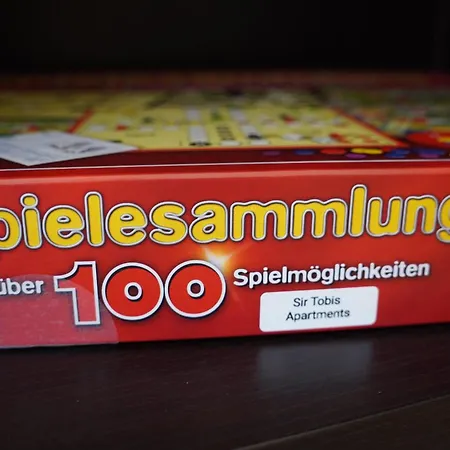 pielesammlung
über 100 Spielmöglichkeiten
Sir Tobis
Apartments